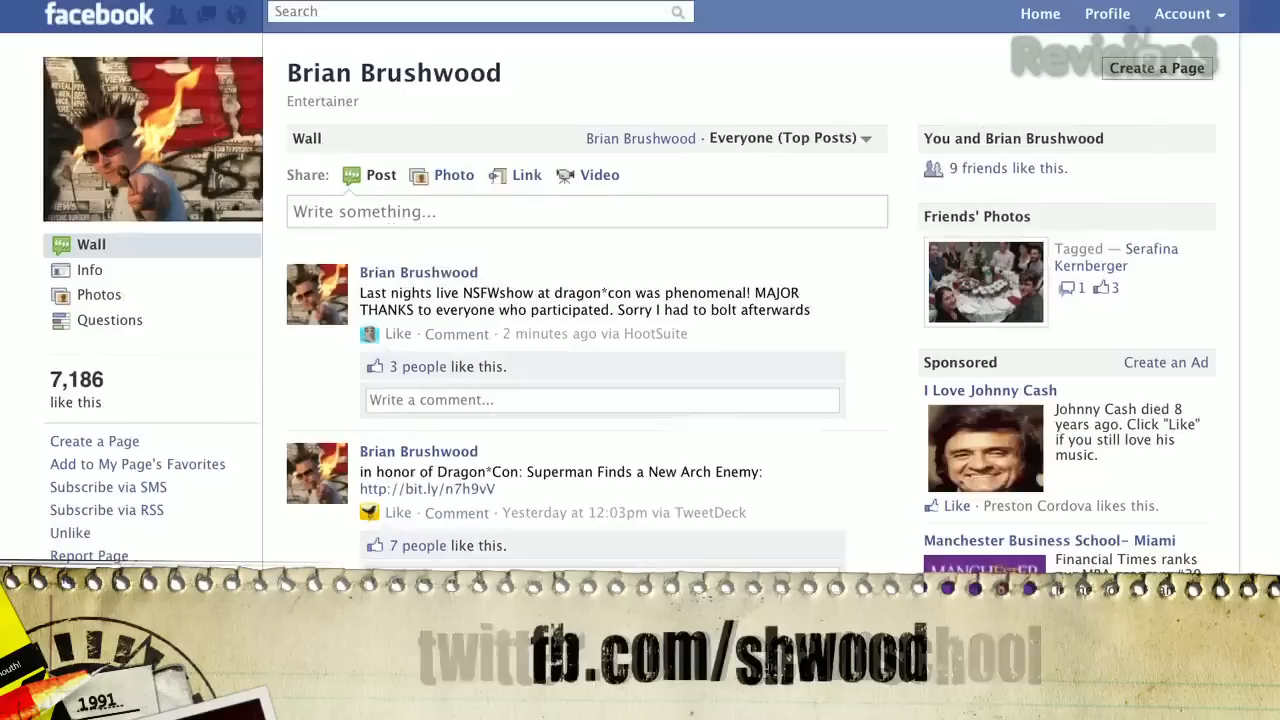 facebook
Search
Home Profile Account
Revision3
Create a Page
Brian Brushwood
Entertainer
Wall
Brian Brushwood · Everyone (Top Posts)
Share: Post Photo Link Video
Write something...
Wall
Info
Photos
Questions
7,186
like this
Create a Page
Add to My Page's Favorites
Subscribe via SMS
Subscribe via RSS
Unlike
Report Page
Brian Brushwood
Last nights live NSFWshow at dragon*con was phenomenal! MAJOR
THANKS to everyone who participated. Sorry I had to bolt afterwards
Like · Comment · 2 minutes ago via HootSuite
3 people like this.
Write a comment...
Brian Brushwood
in honor of Dragon*Con: Superman Finds a New Arch Enemy:
http://bit.ly/n7h9vV
Like · Comment · Yesterday at 12:03pm via TweetDeck
7 people like this.
You and Brian Brushwood
9 friends like this.
Friends' Photos
Tagged — Serafina
Kernberger
1 3
Sponsored Create an Ad
I Love Johnny Cash
Johnny Cash died 8
years ago. Click "Like"
if you still love his
music.
Like · Preston Cordova likes this.
Manchester Business School- Miami
Financial Times ranks
fb.com/shwood
1991